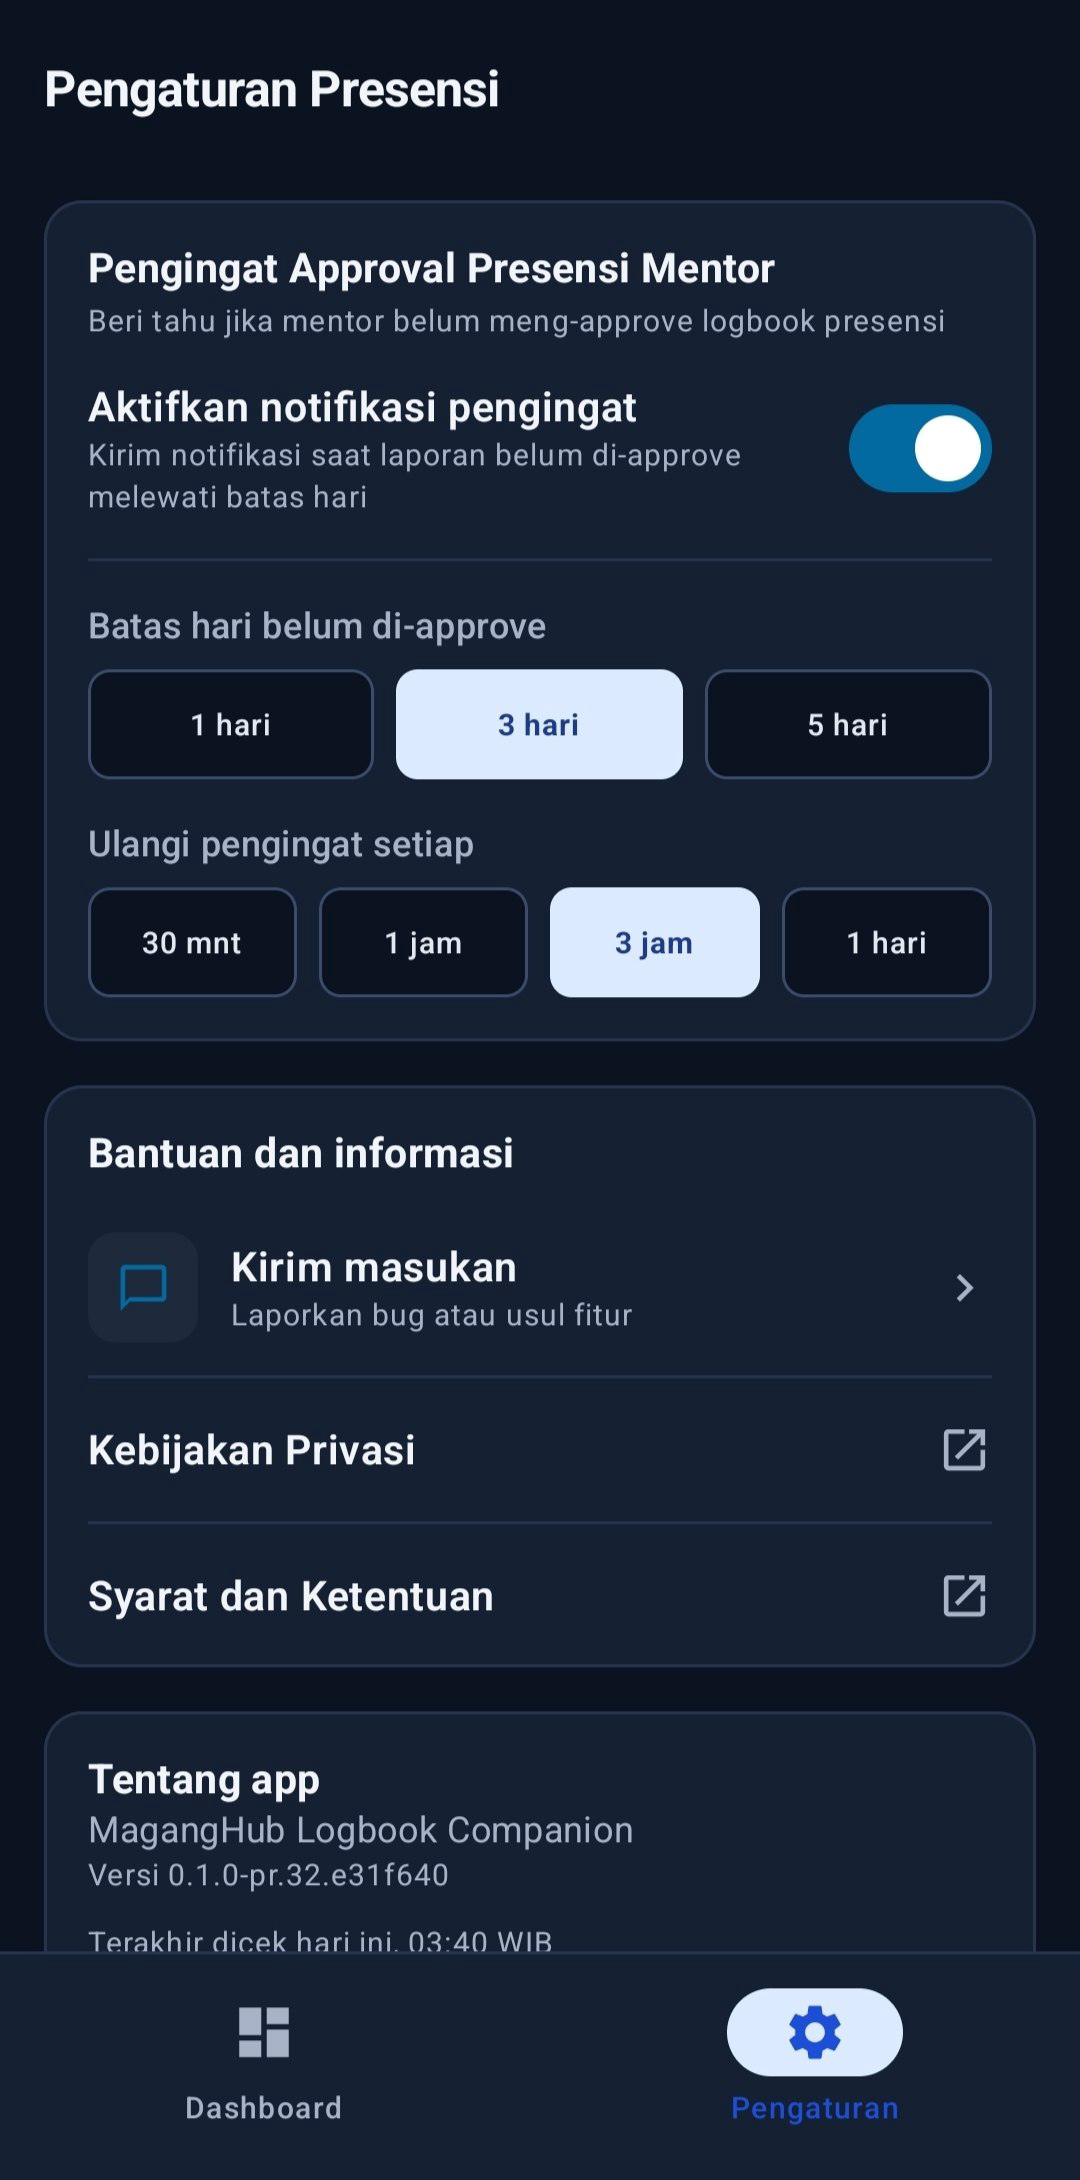 Pengaturan Presensi
Pengingat Approval Presensi Mentor
Beri tahu jika mentor belum meng-approve logbook presensi
Aktifkan notifikasi pengingat
Kirim notifikasi saat laporan belum di-approve
melewati batas hari
Batas hari belum di-approve
1 hari
3 hari
5 hari
Ulangi pengingat setiap
30 mnt
1 jam
3 jam
1 hari
Bantuan dan informasi
Kirim masukan
Laporkan bug atau usul fitur
Kebijakan Privasi
Syarat dan Ketentuan
Tentang app
MagangHub Logbook Companion
Versi 0.1.0-pr.32.e31f640
Terakhir dicek hari ini, 03:40 WIB
Dashboard
Pengaturan